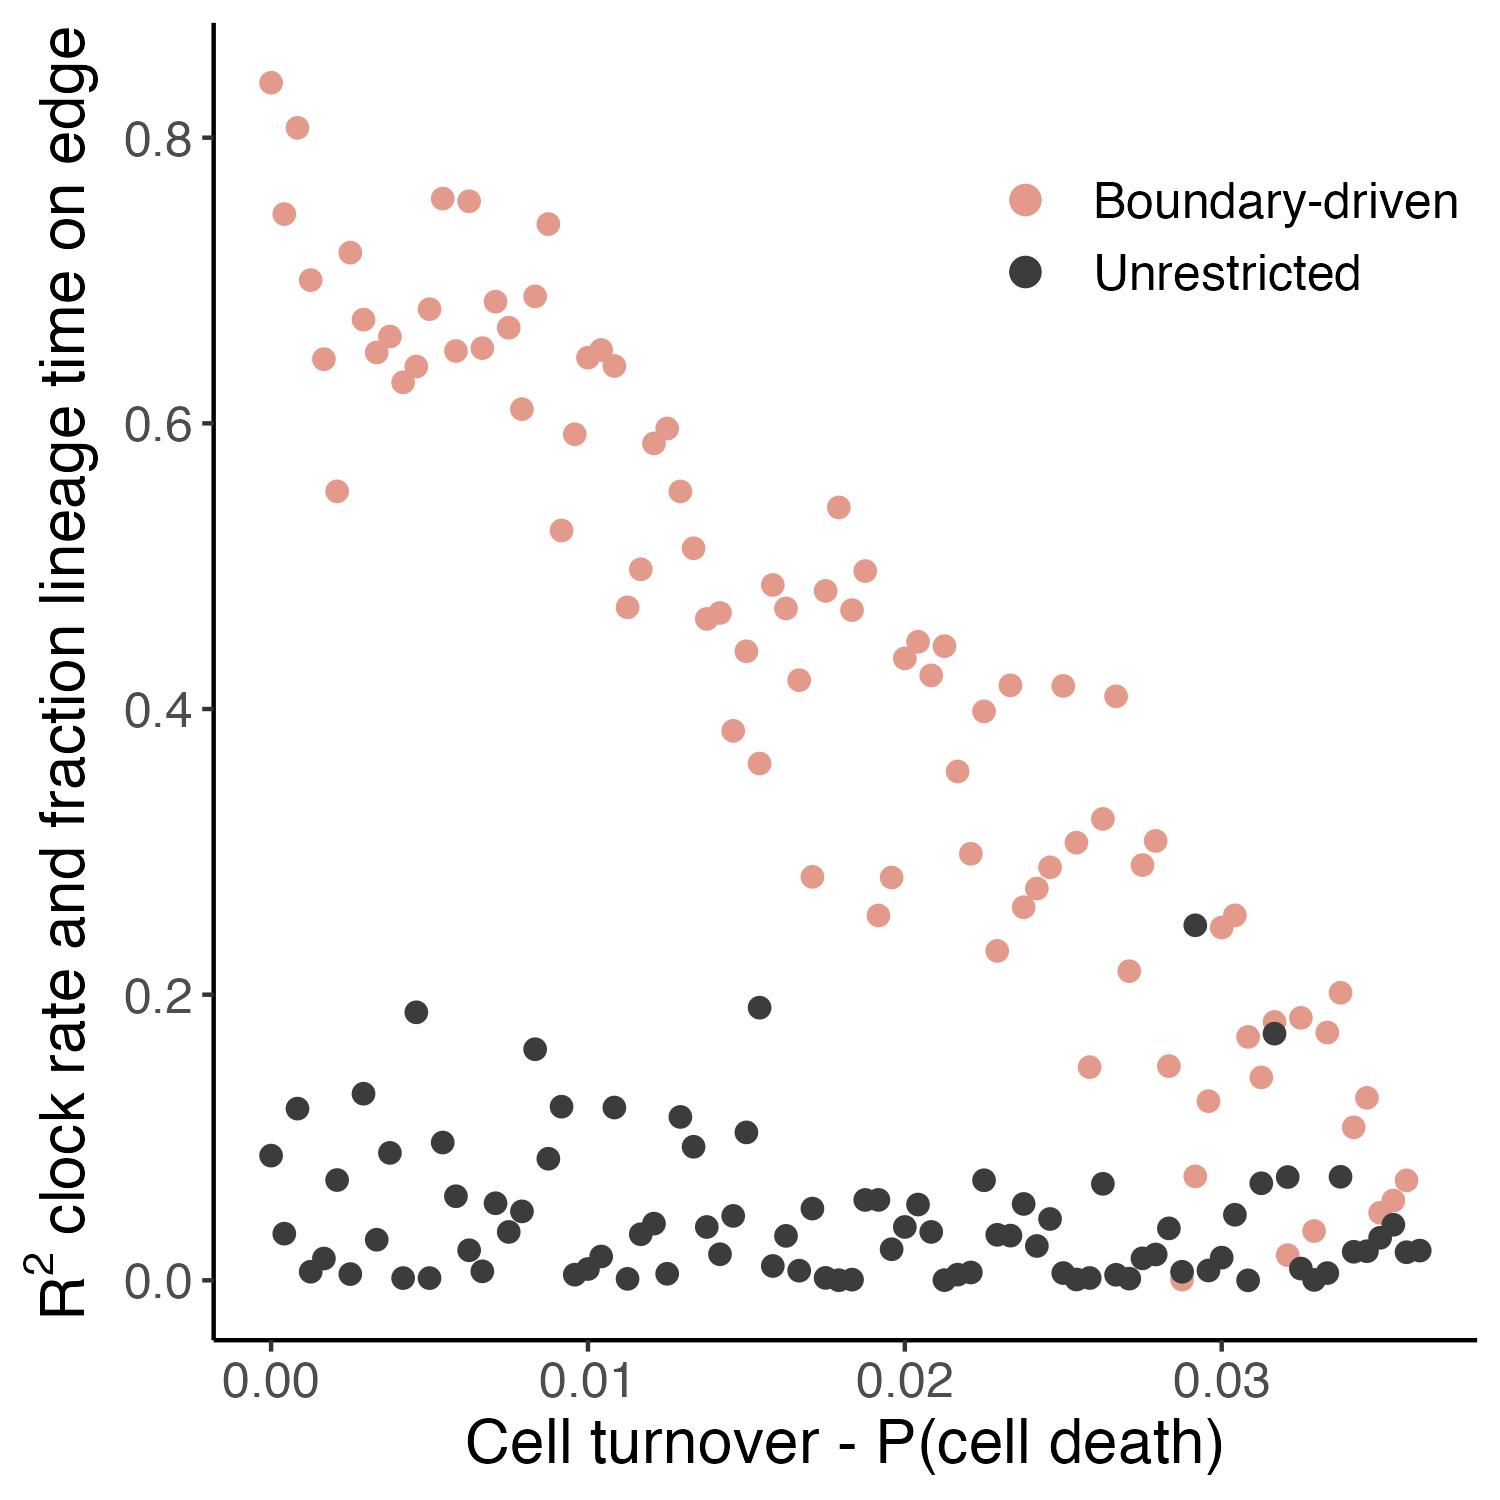 R² clock rate and fraction lineage time on edge
0.8
0.6
0.4
0.2
0.0
Boundary-driven
Unrestricted
0.00 0.01 0.02 0.03
Cell turnover - P(cell death)